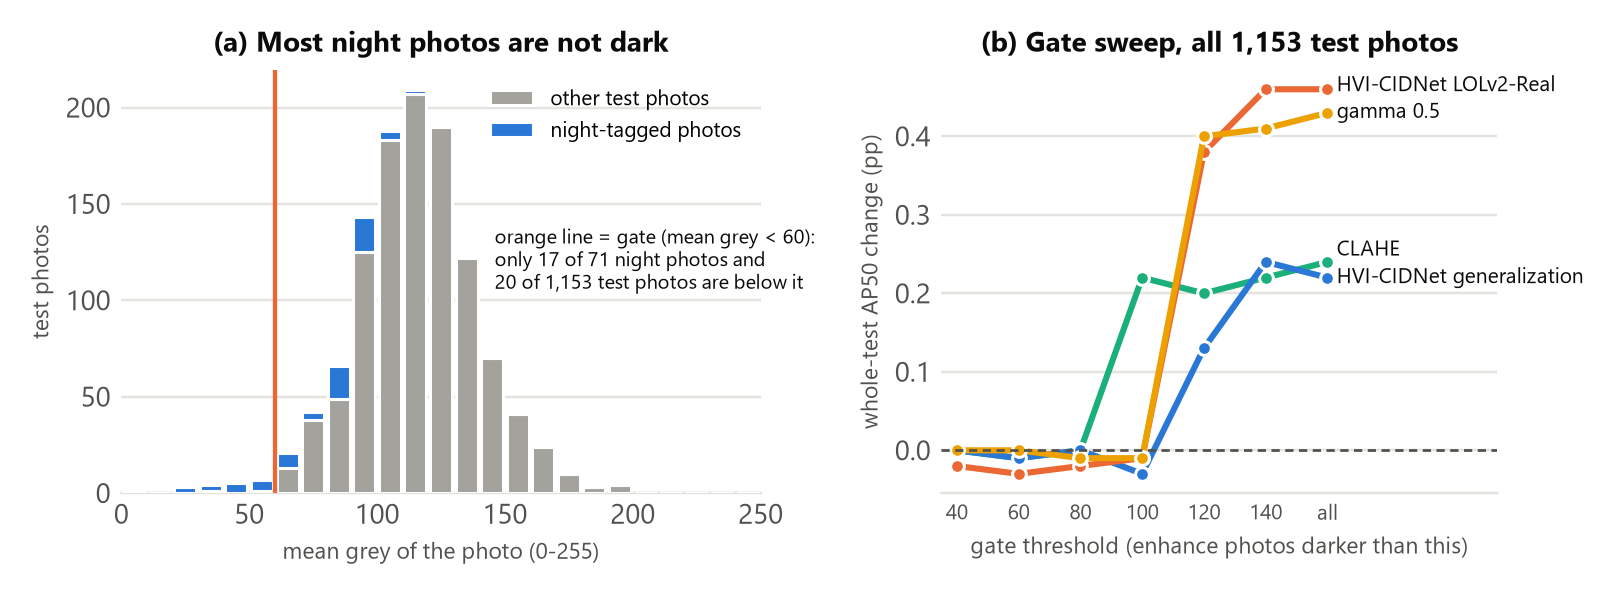 (a) Most night photos are not dark
test photos
200
150
100
50
0
other test photos
night-tagged photos
orange line = gate (mean grey < 60):
only 17 of 71 night photos and
20 of 1,153 test photos are below it
0 50 100 150 200 250
mean grey of the photo (0-255)
(b) Gate sweep, all 1,153 test photos
whole-test AP50 change (pp)
0.4
0.3
0.2
0.1
0.0
HVI-CIDNet LOLv2-Real
gamma 0.5
CLAHE
HVI-CIDNet generalization
40 60 80 100 120 140 all
gate threshold (enhance photos darker than this)